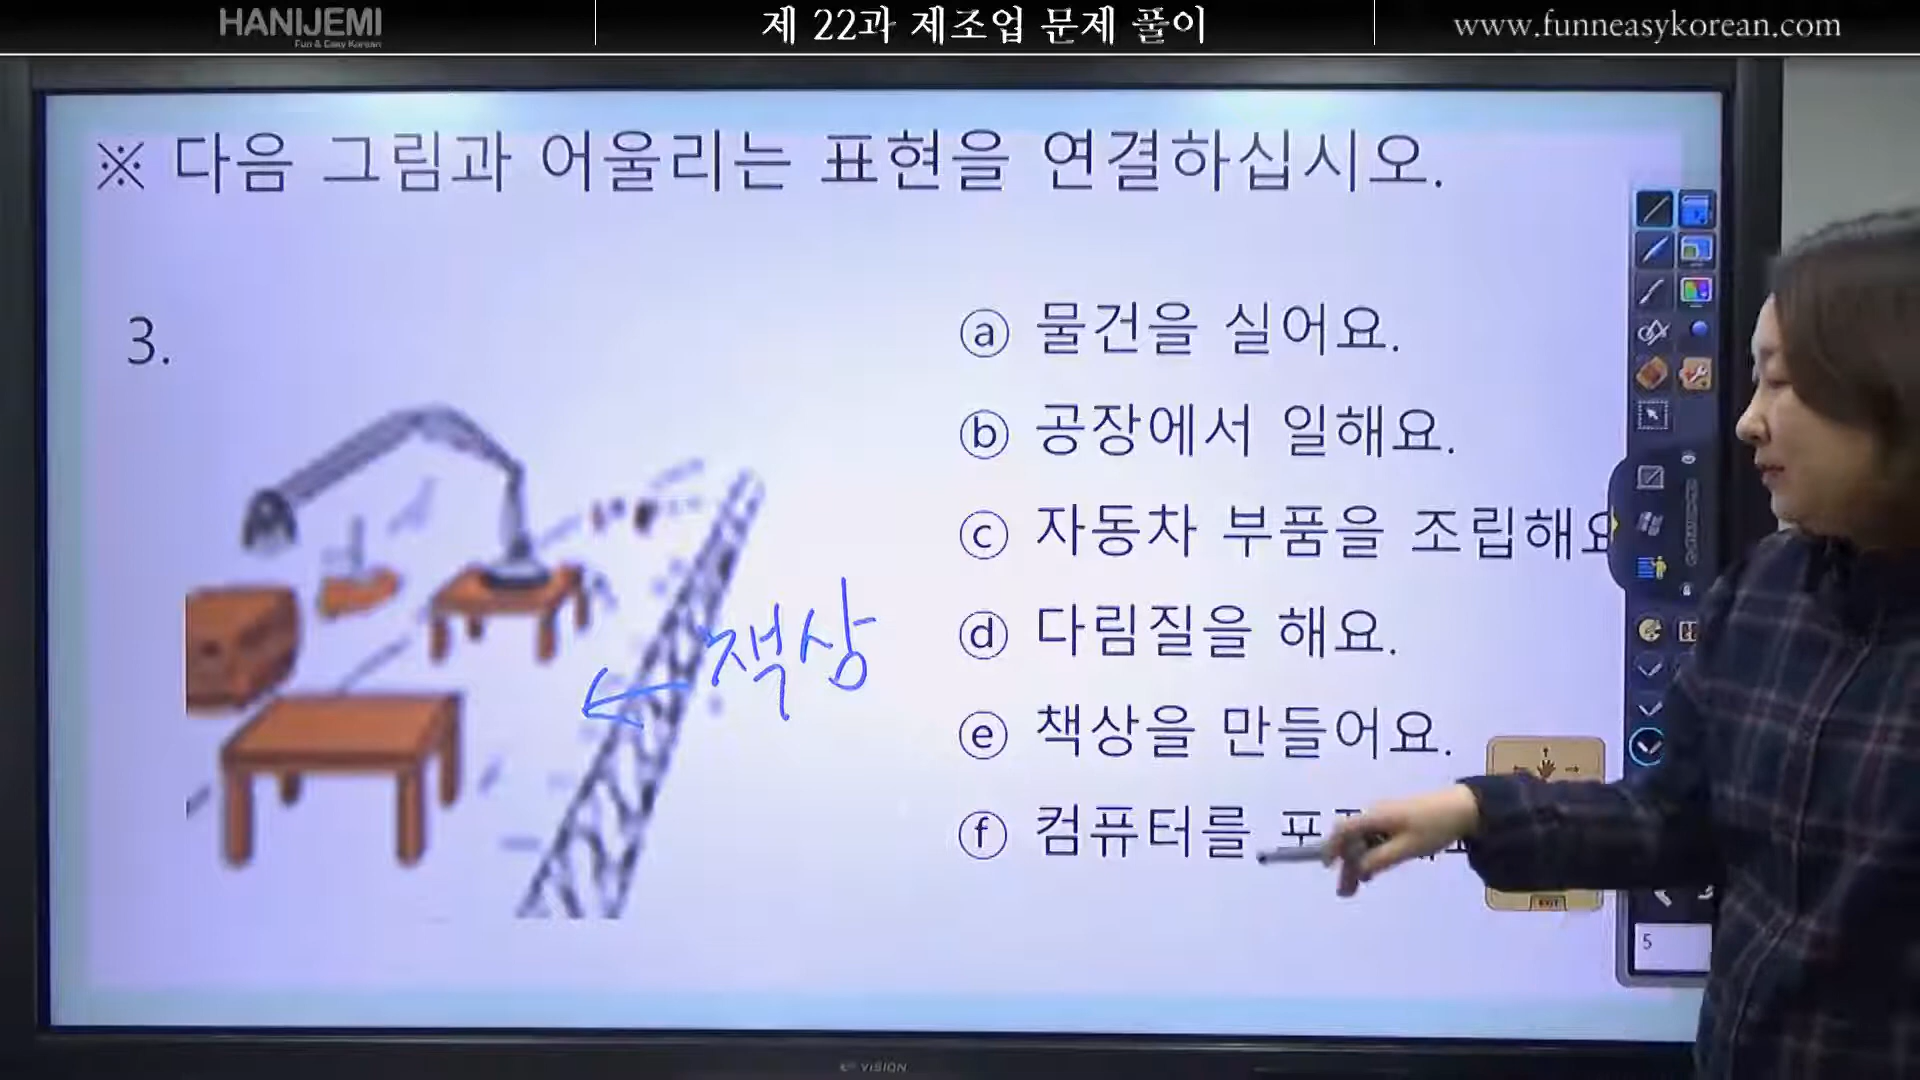 HANIJEMI
Fun & Easy Korean
제 22과 제조업 문제 풀이
www.funneasykorean.com
※ 다음 그림과 어울리는 표현을 연결하십시오.
3.
ⓐ 물건을 실어요.
ⓑ 공장에서 일해요.
ⓒ 자동차 부품을 조립해요
ⓓ 다림질을 해요.
ⓔ 책상을 만들어요.
ⓕ 컴퓨터를
책상
5
EXIT
VISION